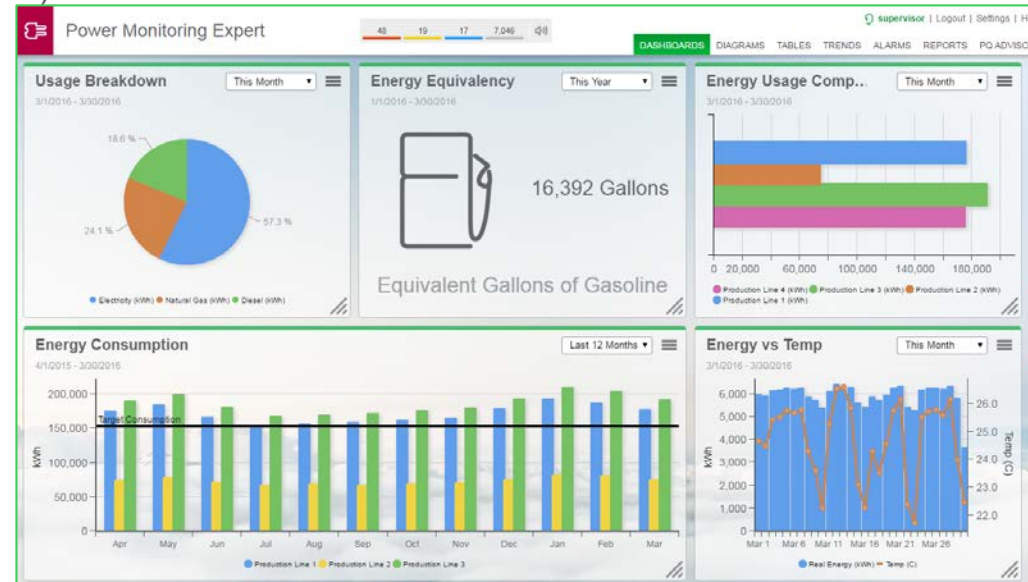 supervisor | Logout | Settings | H
Power Monitoring Expert
48 19 17 7,046
DASHBOARDS DIAGRAMS TABLES TRENDS ALARMS REPORTS PQ ADVISO
Usage Breakdown This Month
3/1/2016 - 3/30/2016
18.6 %
57.3 %
24.1 %
Electricity (kWh) Natural Gas (kWh) Diesel (kWh)
Energy Equivalency This Year
1/1/2016 - 3/30/2016
16,392 Gallons
Equivalent Gallons of Gasoline
Energy Usage Comp... This Month
3/1/2016 - 3/30/2016
0 20,000 60,000 100,000 140,000 180,000
Production Line 4 (kWh) Production Line 3 (kWh) Production Line 2 (kWh)
Production Line 1 (kWh)
Energy Consumption Last 12 Months
4/1/2015 - 3/30/2016
200,000
Target Consumption
150,000
kWh
100,000
50,000
0
Apr May Jun Jul Aug Sep Oct Nov Dec Jan Feb Mar
Production Line 1 Production Line 2 Production Line 3
Energy vs Temp This Month
3/1/2016 - 3/30/2016
6,000
5,000
4,000
3,000
2,000
1,000
0
kWh
26.0
25.0
24.0
23.0
22.0
Temp (C)
Mar 1 Mar 6 Mar 11 Mar 16 Mar 21 Mar 26
Real Energy (kWh) Temp (C)